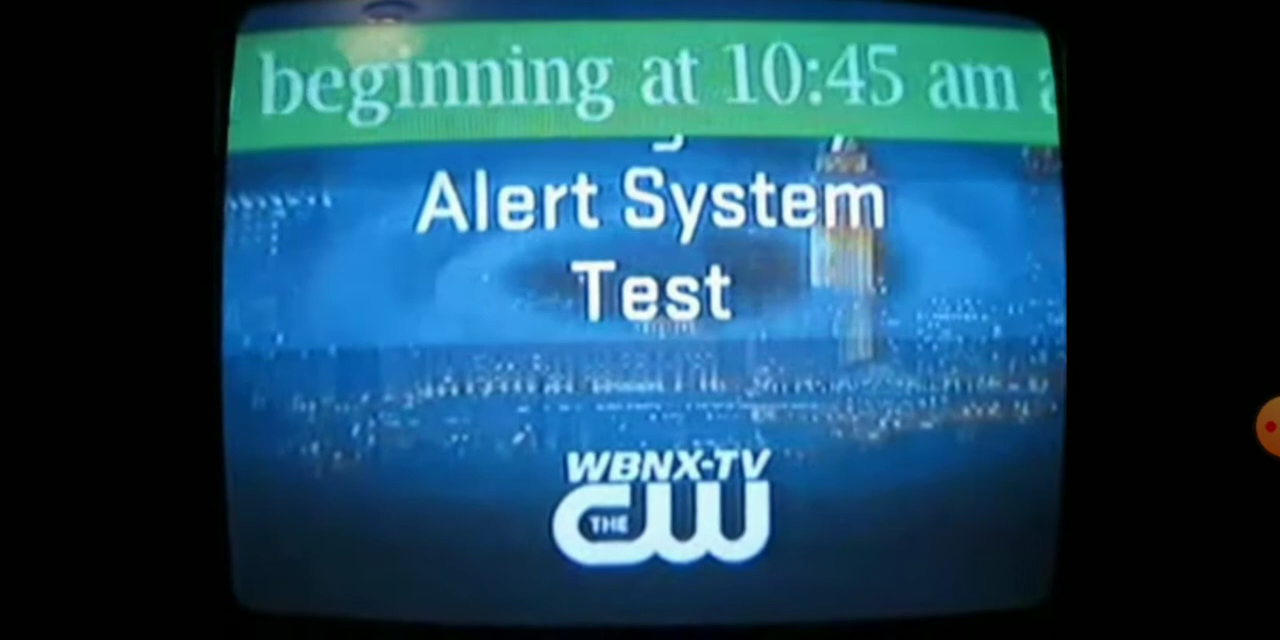 beginning at 10:45 am
Alert System
Test
WBNX-TV
THE CW